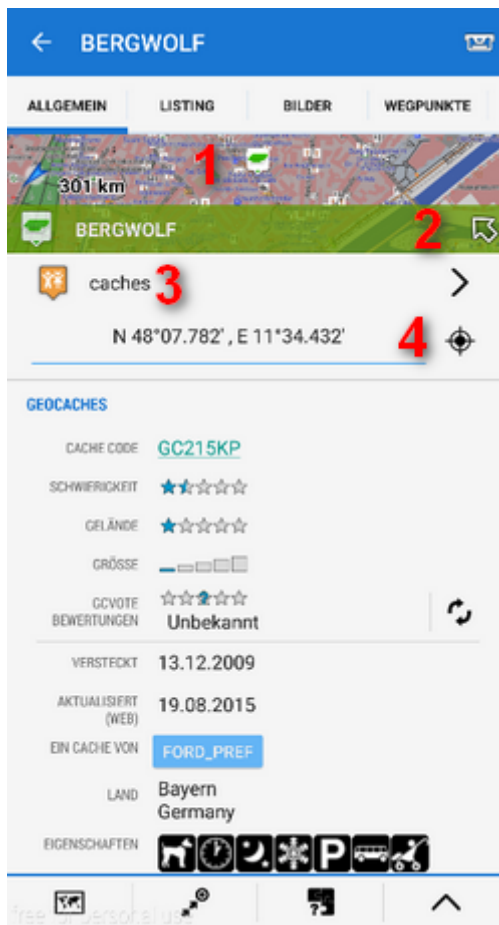 BERGWOLF
ALLGEMEIN LISTING BILDER WEGPUNKTE
1
301 km
BERGWOLF 2
caches 3
N 48°07.782', E 11°34.432' 4
GEOCACHES
CACHE CODE GC215KP
SCHWIERIGKEIT
GELÄNDE
GRÖSSE
GCVOTE
BEWERTUNGEN Unbekannt
VERSTECKT 13.12.2009
AKTUALISIERT
(WEB) 19.08.2015
EIN CACHE VON FORD_PREF
LAND Bayern
Germany
EIGENSCHAFTEN P
free for personal use